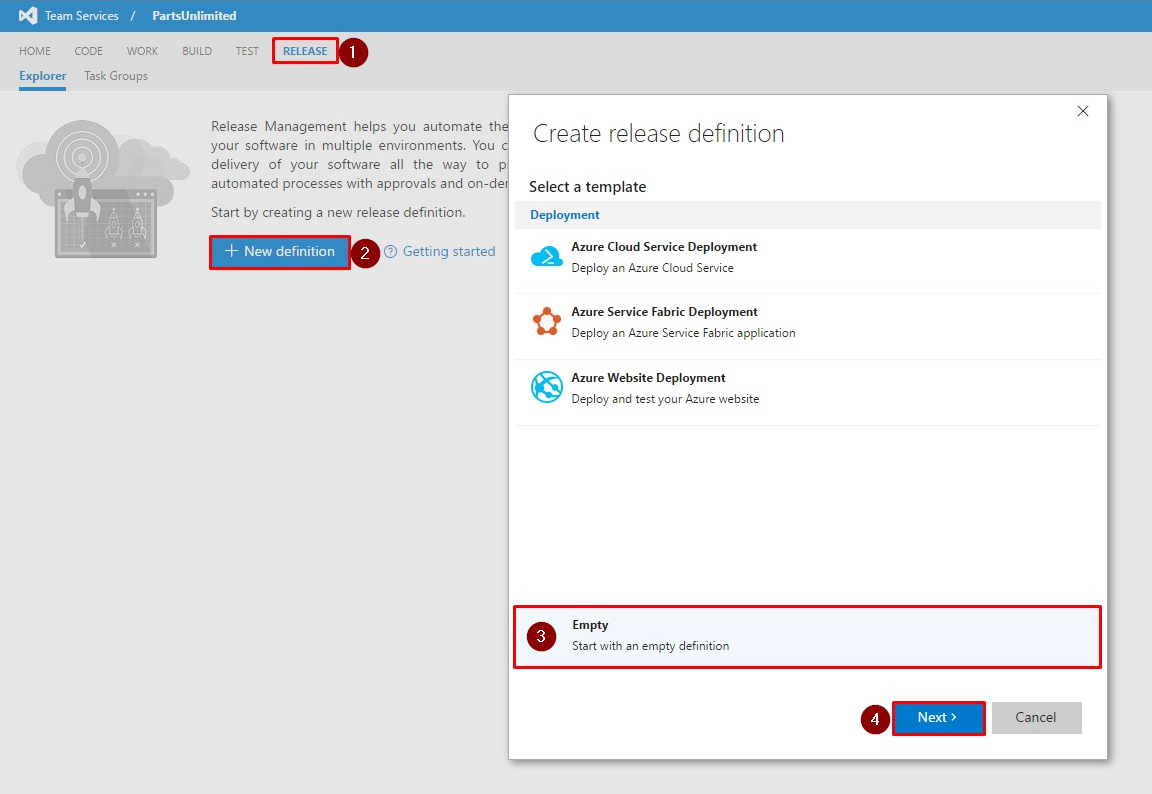 Team Services / PartsUnlimited
HOME CODE WORK BUILD TEST RELEASE 1
Explorer Task Groups
Release Management helps you automate the
your software in multiple environments. You c
delivery of your software all the way to p
automated processes with approvals and on-de
Start by creating a new release definition.
+ New definition 2 ? Getting started
Create release definition
Select a template
Deployment
Azure Cloud Service Deployment
Deploy an Azure Cloud Service
Azure Service Fabric Deployment
Deploy an Azure Service Fabric application
Azure Website Deployment
Deploy and test your Azure website
3 Empty
Start with an empty definition
4 Next > Cancel